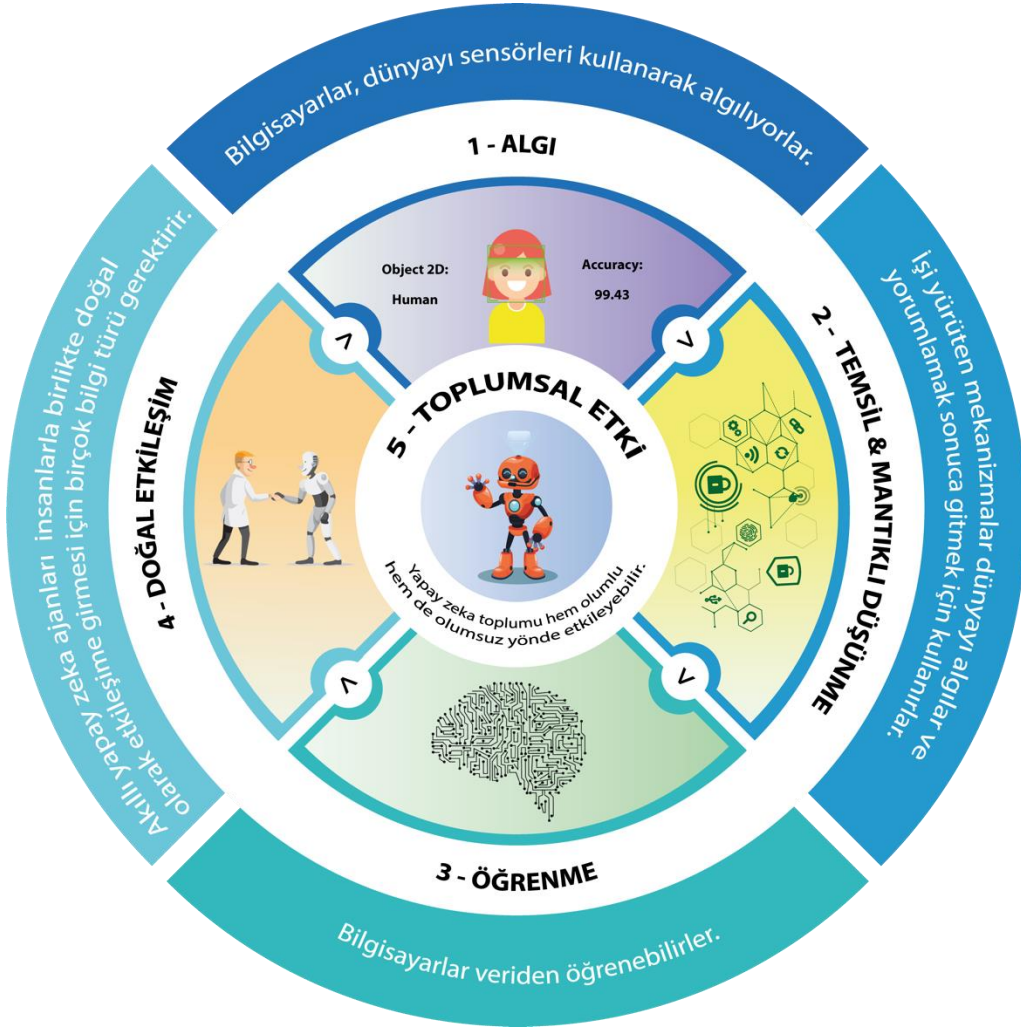 Bilgisayarlar, dünyayı sensörleri kullanarak algılıyorlar.
1 - ALGI
Object 2D:
Human
Accuracy:
99.43
İşi yürüten mekanizmalar dünyayı algılar ve
yorumlamak sonuca gitmek için kullanırlar.
2 - TEMSİL & MANTIKLI DÜŞÜNME
3 - ÖĞRENME
Bilgisayarlar veriden öğrenebilirler.
4 - DOĞAL ETKİLEŞİM
Akıllı yapay zeka ajanları insanlarla birlikte doğal
olarak etkileşime girmesi için birçok bilgi türü gerektirir.
5 - TOPLUMSAL ETKİ
Yapay zeka toplumu hem olumlu
hem de olumsuz yönde etkileyebilir.